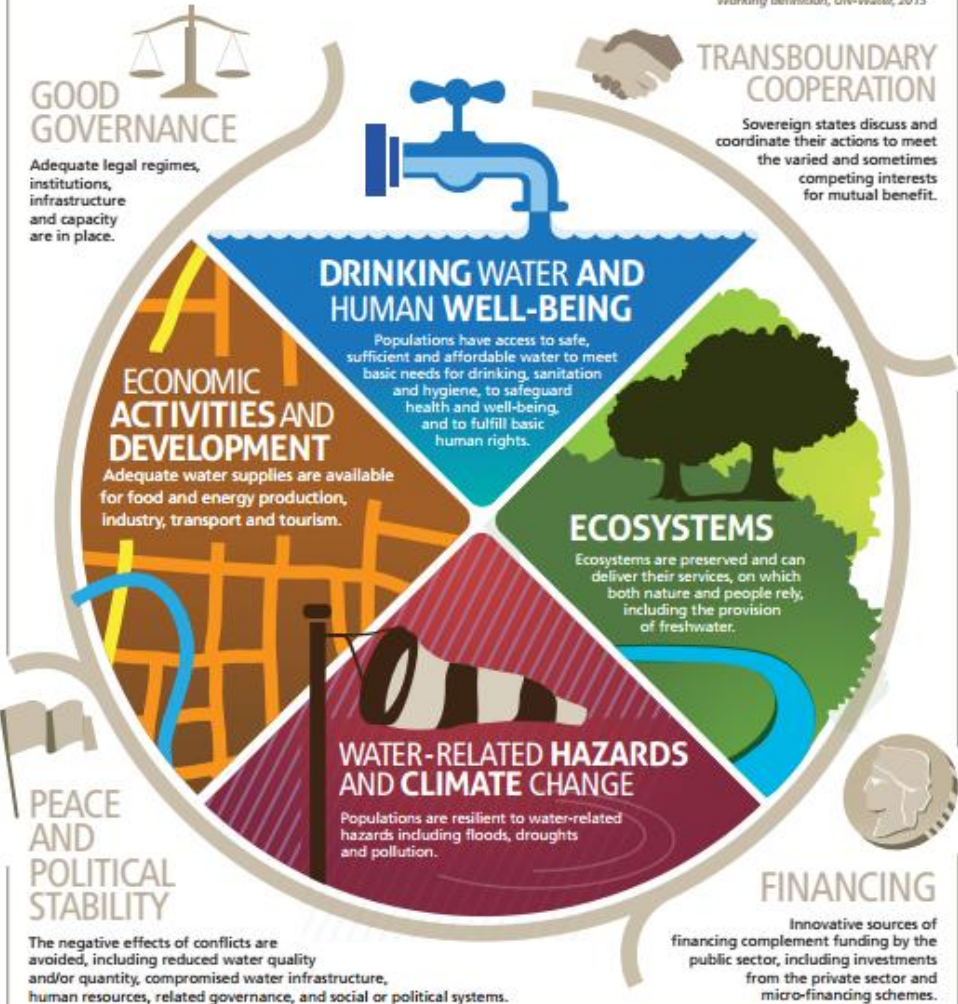 Working definition, UN-Water, 2013
GOOD
GOVERNANCE
Adequate legal regimes,
institutions,
infrastructure
and capacity
are in place.
TRANSBOUNDARY
COOPERATION
Sovereign states discuss and
coordinate their actions to meet
the varied and sometimes
competing interests
for mutual benefit.
DRINKING WATER AND
HUMAN WELL-BEING
Populations have access to safe,
sufficient and affordable water to meet
basic needs for drinking, sanitation
and hygiene, to safeguard
health and well-being,
and to fulfill basic
human rights.
ECONOMIC
ACTIVITIES AND
DEVELOPMENT
Adequate water supplies are available
for food and energy production,
industry, transport and tourism.
ECOSYSTEMS
Ecosystems are preserved and can
deliver their services, on which
both nature and people rely,
including the provision
of freshwater.
WATER-RELATED HAZARDS
AND CLIMATE CHANGE
Populations are resilient to water-related
hazards including floods, droughts
and pollution.
PEACE
AND
POLITICAL
STABILITY
The negative effects of conflicts are
avoided, including reduced water quality
and/or quantity, compromised water infrastructure,
human resources, related governance, and social or political systems.
FINANCING
Innovative sources of
financing complement funding by the
public sector, including investments
from the private sector and
micro-financing schemes.